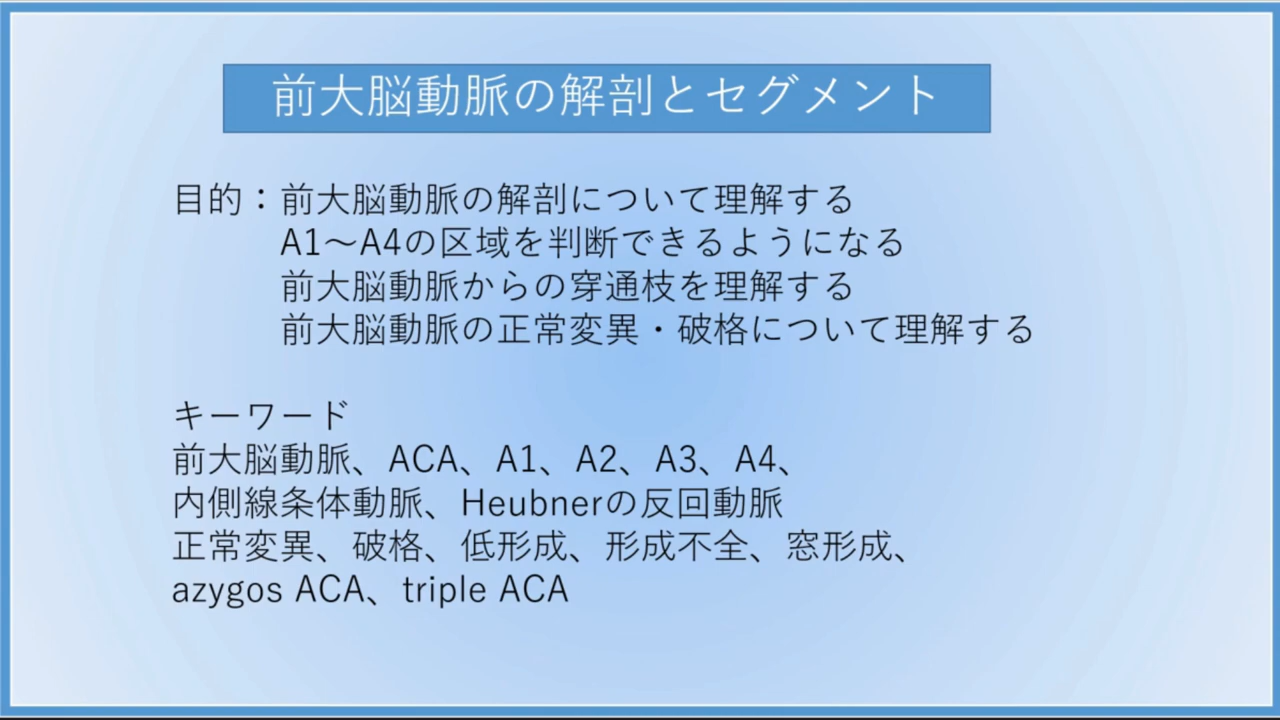 前大脳動脈の解剖とセグメント
目的：前大脳動脈の解剖について理解する
A1～A4の区域を判断できるようになる
前大脳動脈からの穿通枝を理解する
前大脳動脈の正常変異・破格について理解する
キーワード
前大脳動脈、ACA、A1、A2、A3、A4、
内側線条体動脈、Heubnerの反回動脈
正常変異、破格、低形成、形成不全、窓形成、
azygos ACA、triple ACA